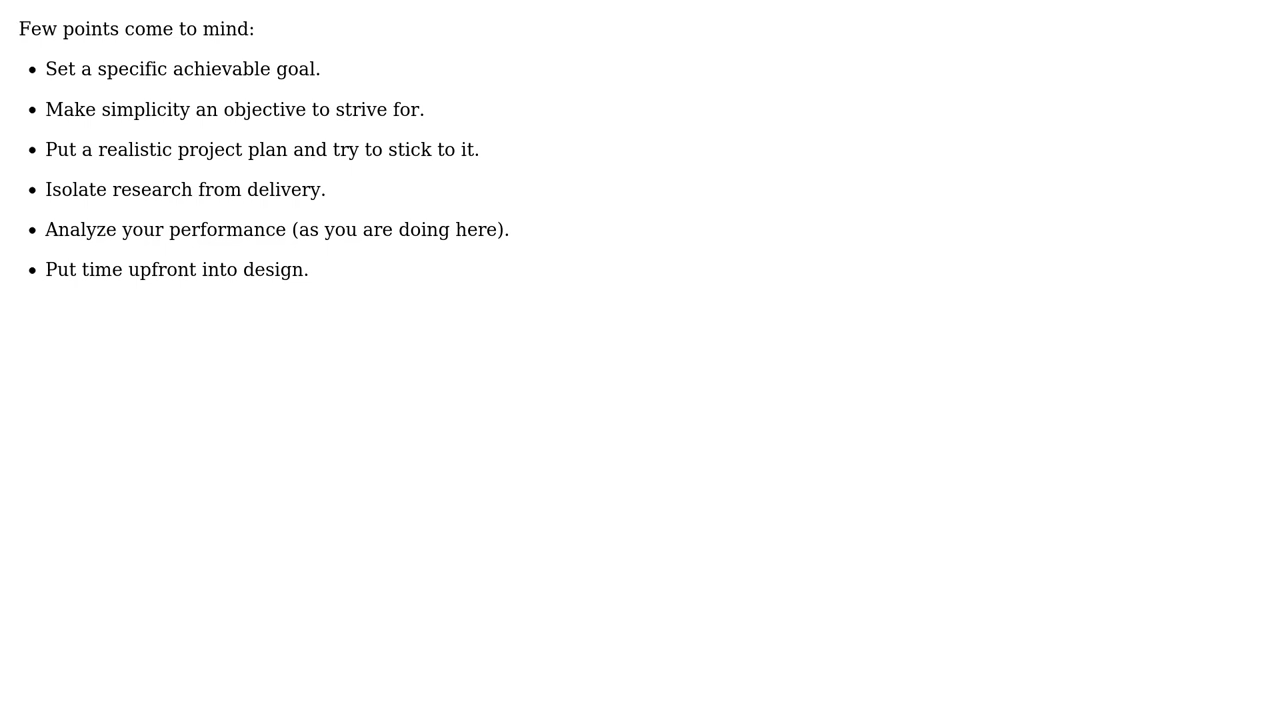 Few points come to mind:
• Set a specific achievable goal.
• Make simplicity an objective to strive for.
• Put a realistic project plan and try to stick to it.
• Isolate research from delivery.
• Analyze your performance (as you are doing here).
• Put time upfront into design.